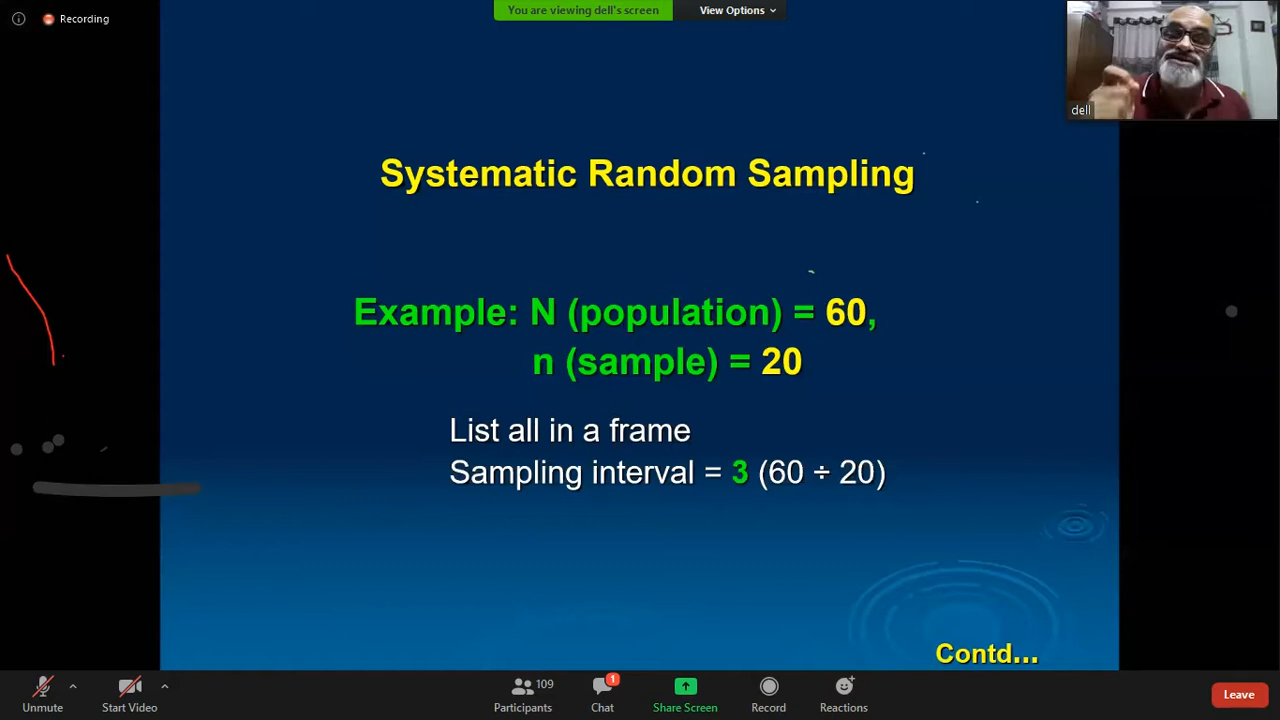 Recording
You are viewing dell's screen
View Options
dell
Systematic Random Sampling
Example: N (population) = 60,
n (sample) = 20
List all in a frame
Sampling interval = 3 (60 ÷ 20)
Contd...
Unmute
Start Video
109
Participants
1
Chat
Share Screen
Record
Reactions
Leave